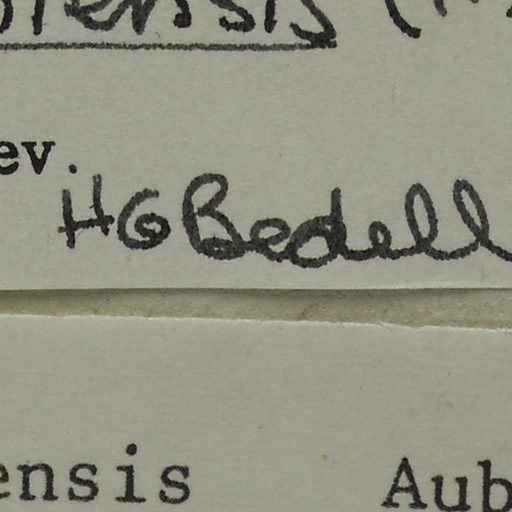 ensis (
ev.
HG Bedell
ensis Aub